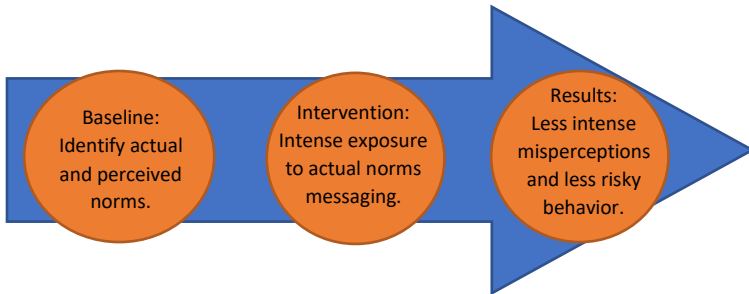 Baseline:
Identify actual
and perceived
norms.
Intervention:
Intense exposure
to actual norms
messaging.
Results:
Less intense
misperceptions
and less risky
behavior.